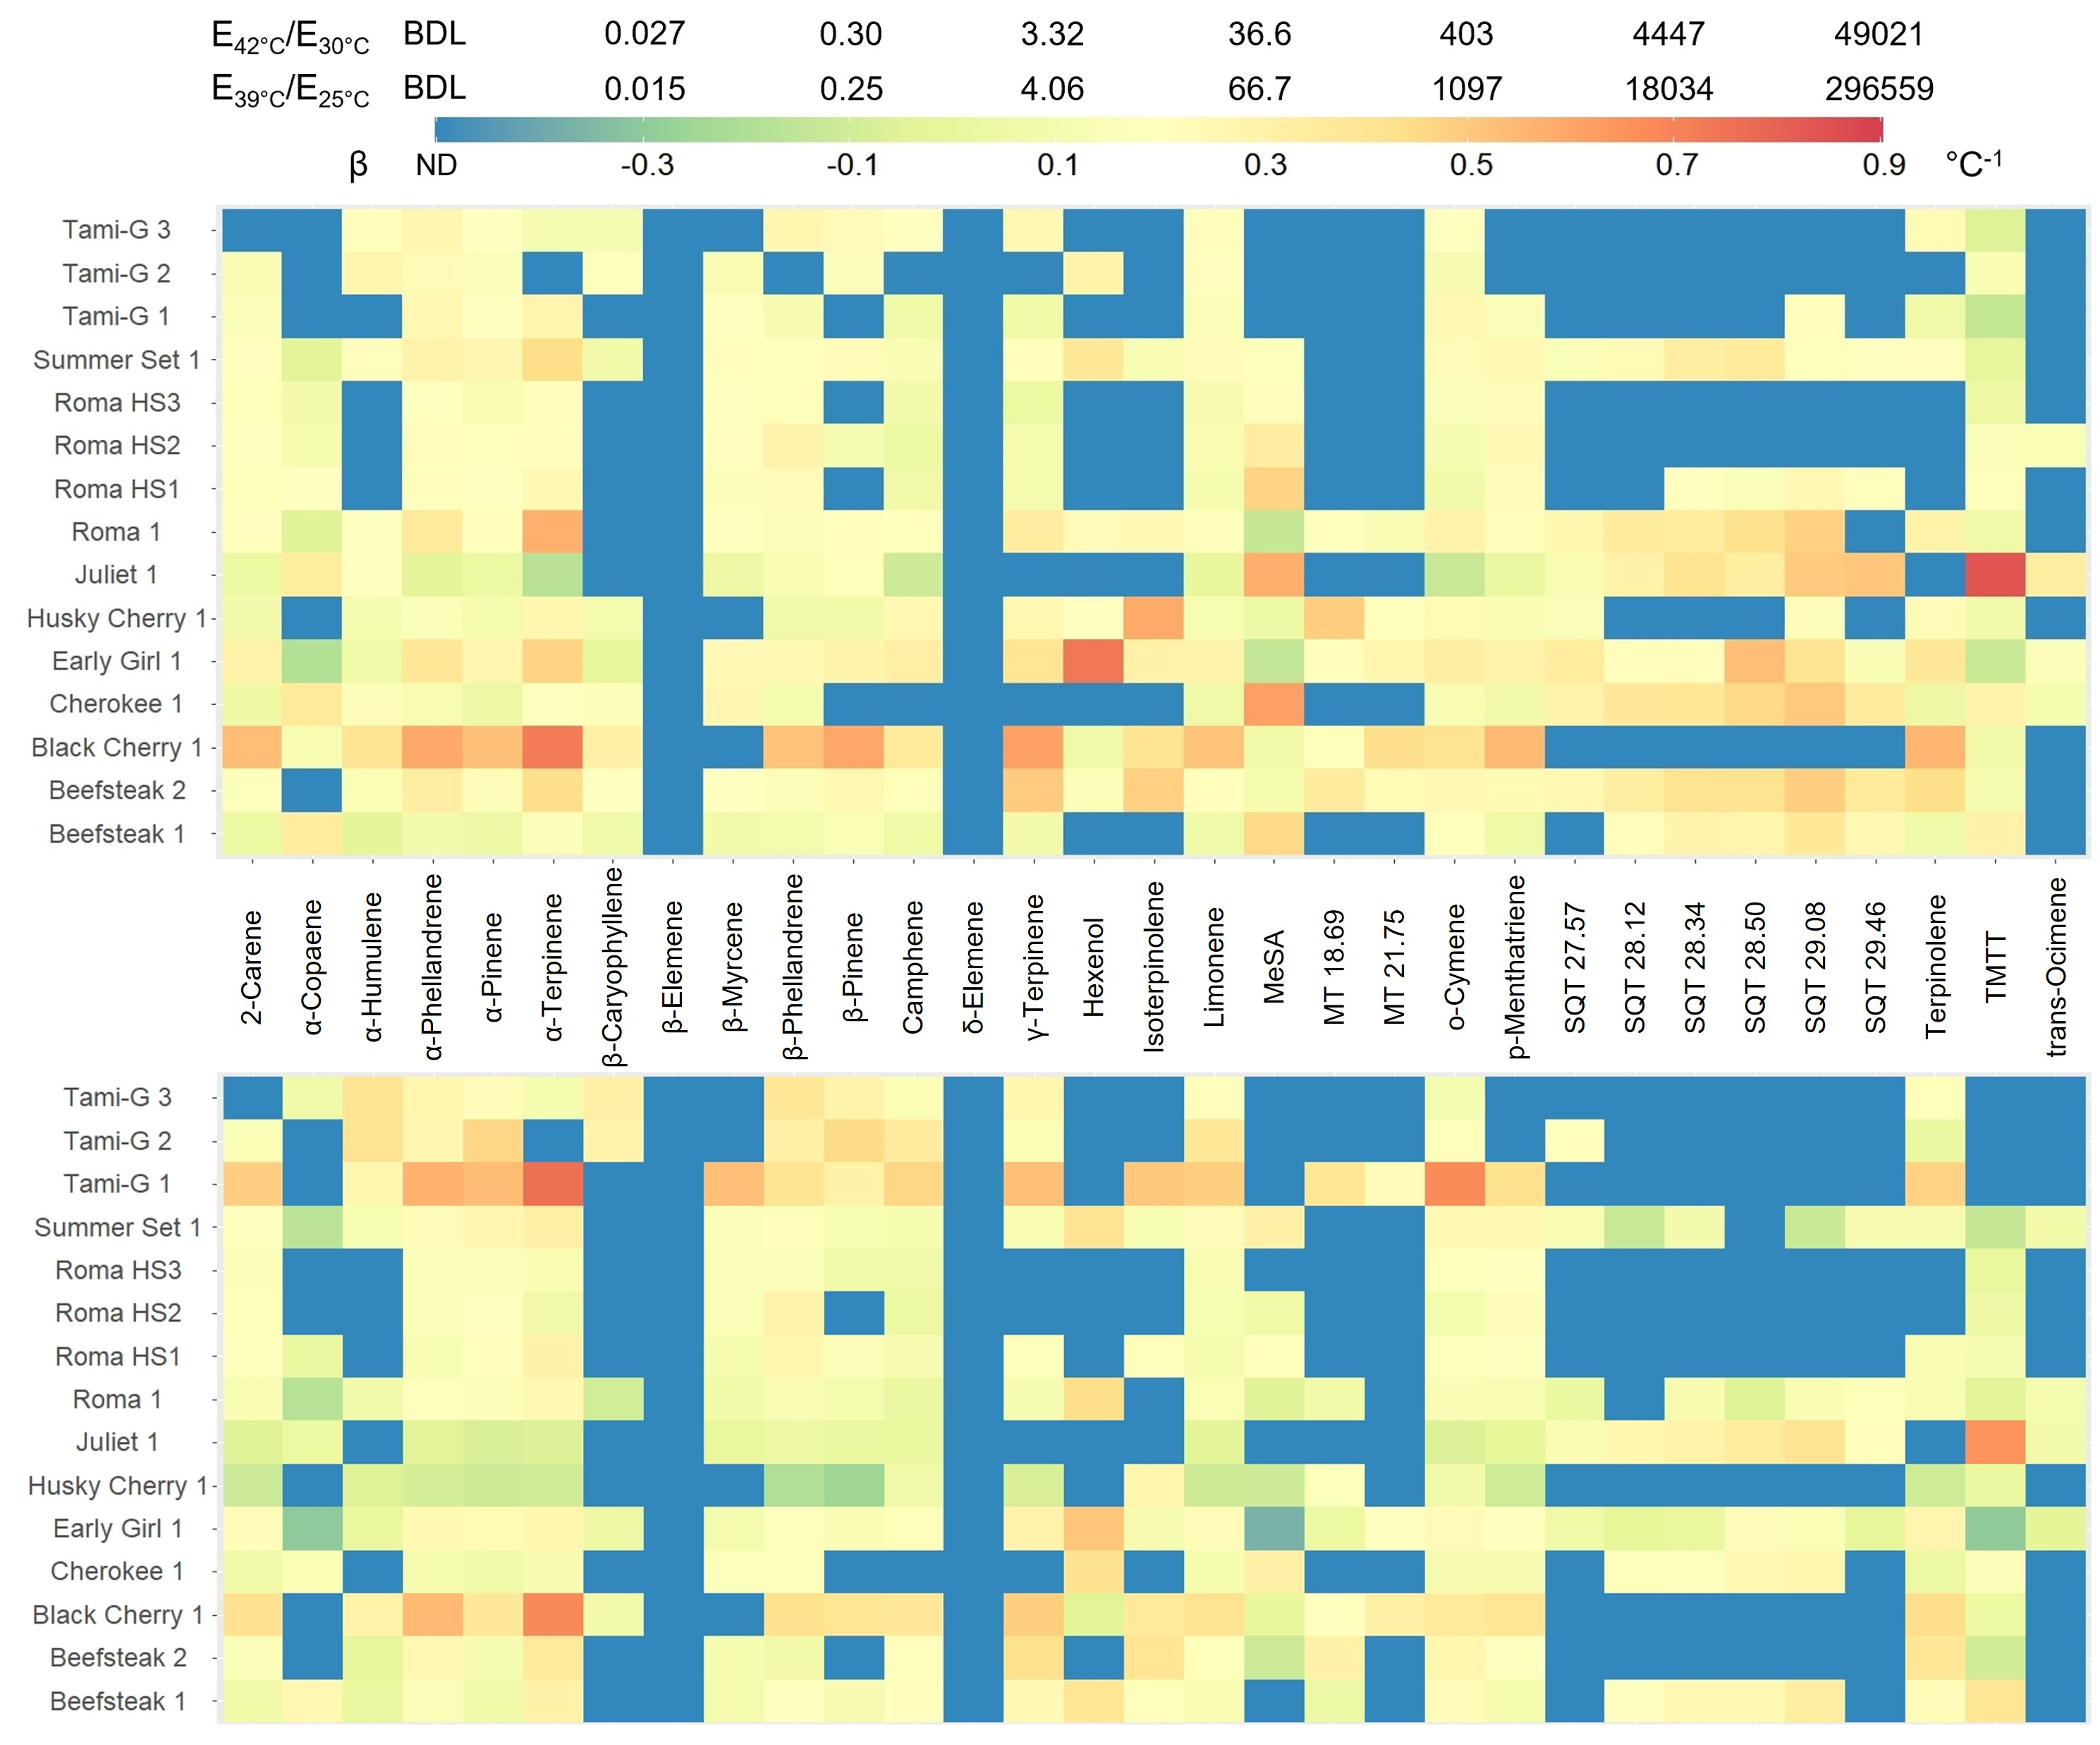 E42°C/E30°C BDL 0.027 0.30 3.32 36.6 403 4447 49021
E39°C/E25°C BDL 0.015 0.25 4.06 66.7 1097 18034 296559
β ND -0.3 -0.1 0.1 0.3 0.5 0.7 0.9 °C-1
Tami-G 3
Tami-G 2
Tami-G 1
Summer Set 1
Roma HS3
Roma HS2
Roma HS1
Roma 1
Juliet 1
Husky Cherry 1
Early Girl 1
Cherokee 1
Black Cherry 1
Beefsteak 2
Beefsteak 1
2-Carene
α-Copaene
α-Humulene
α-Phellandrene
α-Pinene
α-Terpinene
β-Caryophyllene
β-Elemene
β-Myrcene
β-Phellandrene
β-Pinene
Camphene
δ-Elemene
γ-Terpinene
Hexenol
Isoterpinolene
Limonene
MeSA
MT 18.69
MT 21.75
o-Cymene
p-Menthatriene
SQT 27.57
SQT 28.12
SQT 28.34
SQT 28.50
SQT 29.08
SQT 29.46
Terpinolene
TMTT
trans-Ocimene
Tami-G 3
Tami-G 2
Tami-G 1
Summer Set 1
Roma HS3
Roma HS2
Roma HS1
Roma 1
Juliet 1
Husky Cherry 1
Early Girl 1
Cherokee 1
Black Cherry 1
Beefsteak 2
Beefsteak 1